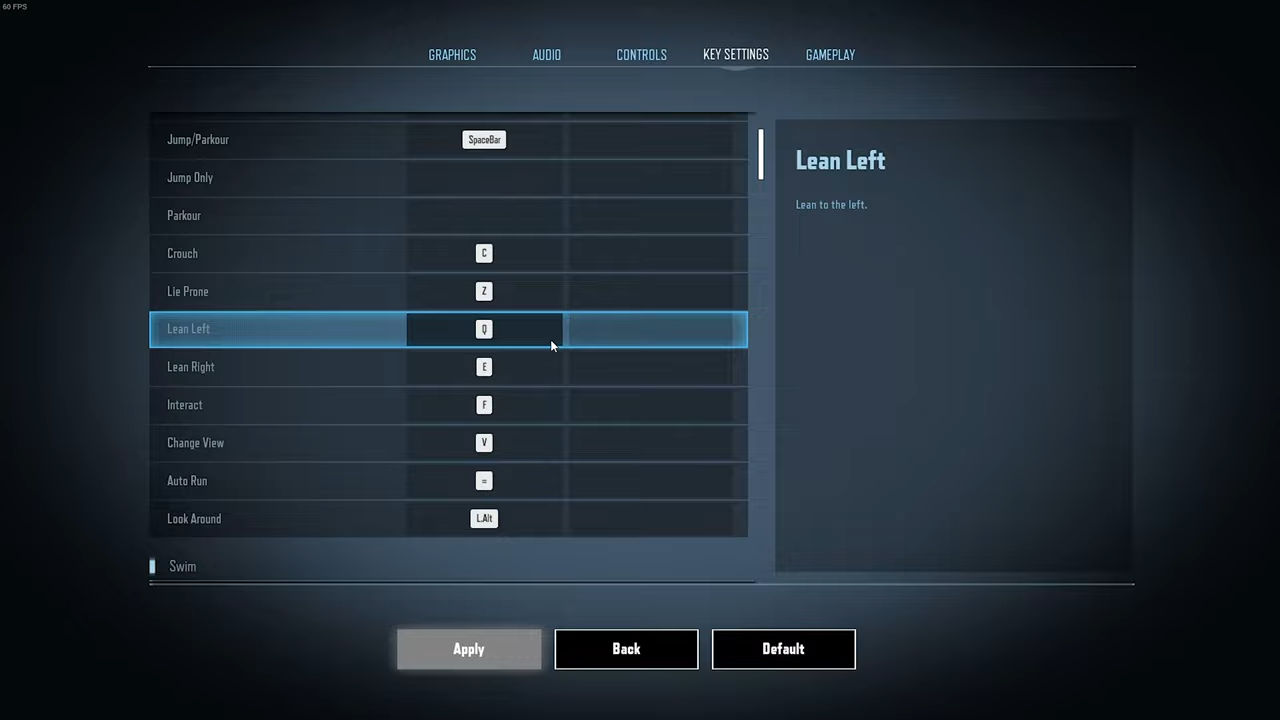 60 FPS
GRAPHICS AUDIO CONTROLS KEY SETTINGS GAMEPLAY
Jump/Parkour SpaceBar
Jump Only
Parkour
Crouch C
Lie Prone Z
Lean Left Q
Lean Right E
Interact F
Change View V
Auto Run =
Look Around L.Alt
Swim
Lean Left
Lean to the left.
Apply Back Default